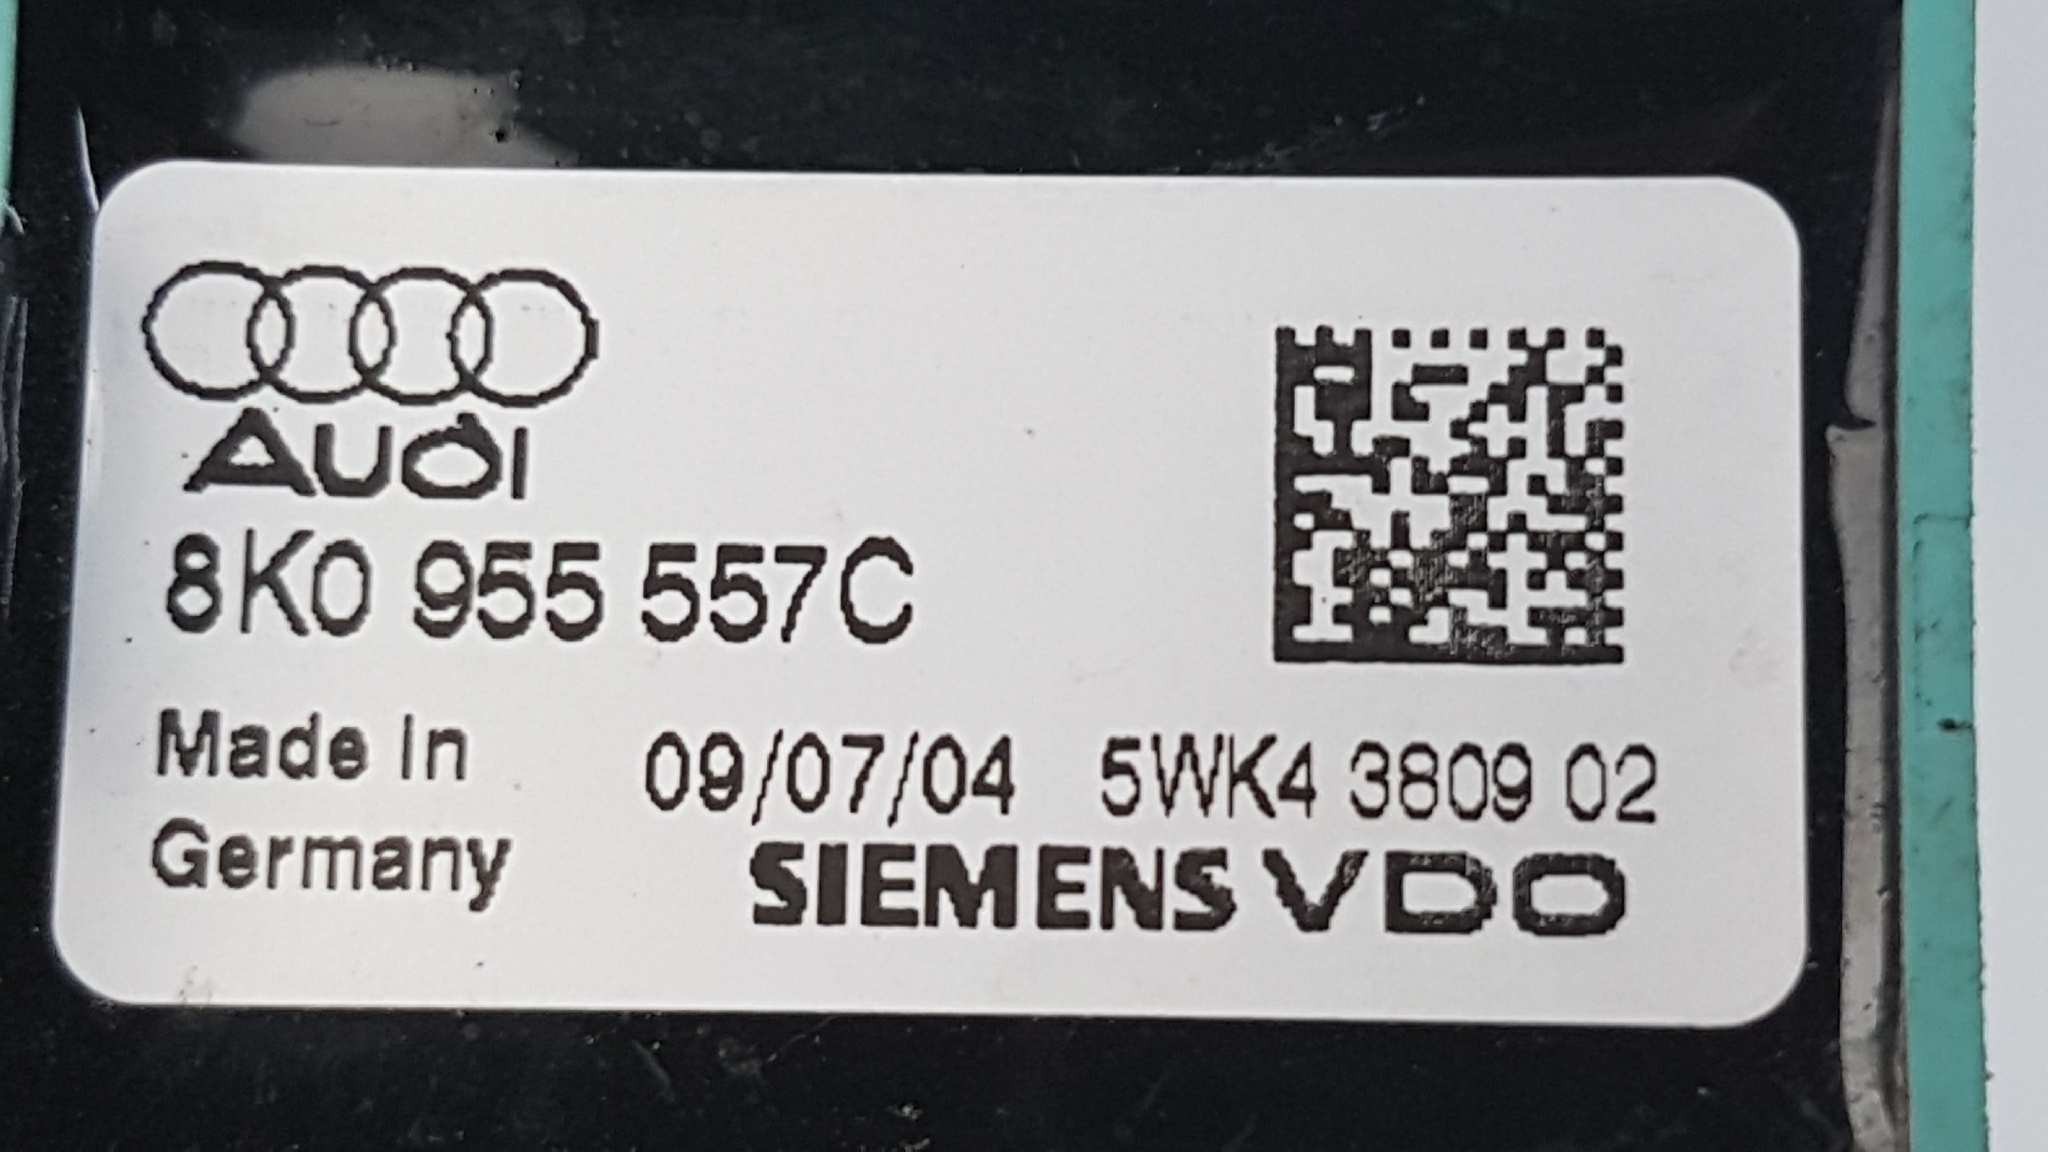 AUDI
8K0 955 557C
Made In
Germany
09/07/04 5WK4 3809 02
SIEMENS VDO